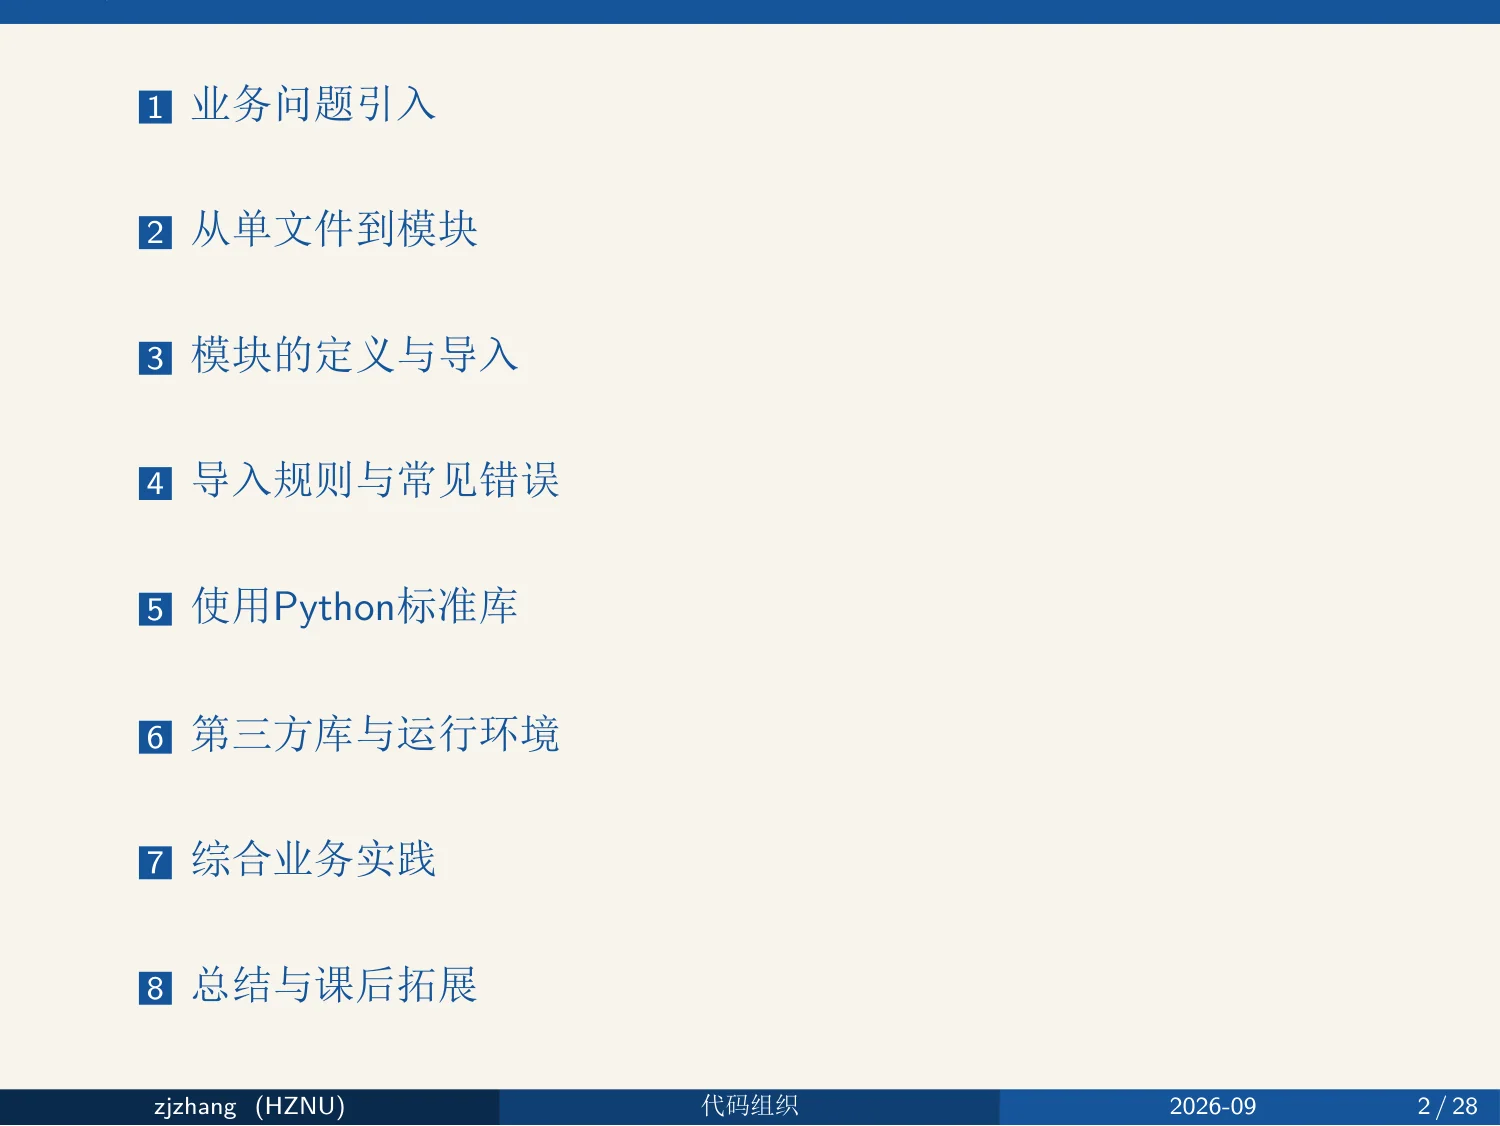 1 业务问题引入
2 从单文件到模块
3 模块的定义与导入
4 导入规则与常见错误
5 使用Python标准库
6 第三方库与运行环境
7 综合业务实践
8 总结与课后拓展
zjzhang (HZNU) 代码组织 2026-09 2 / 28